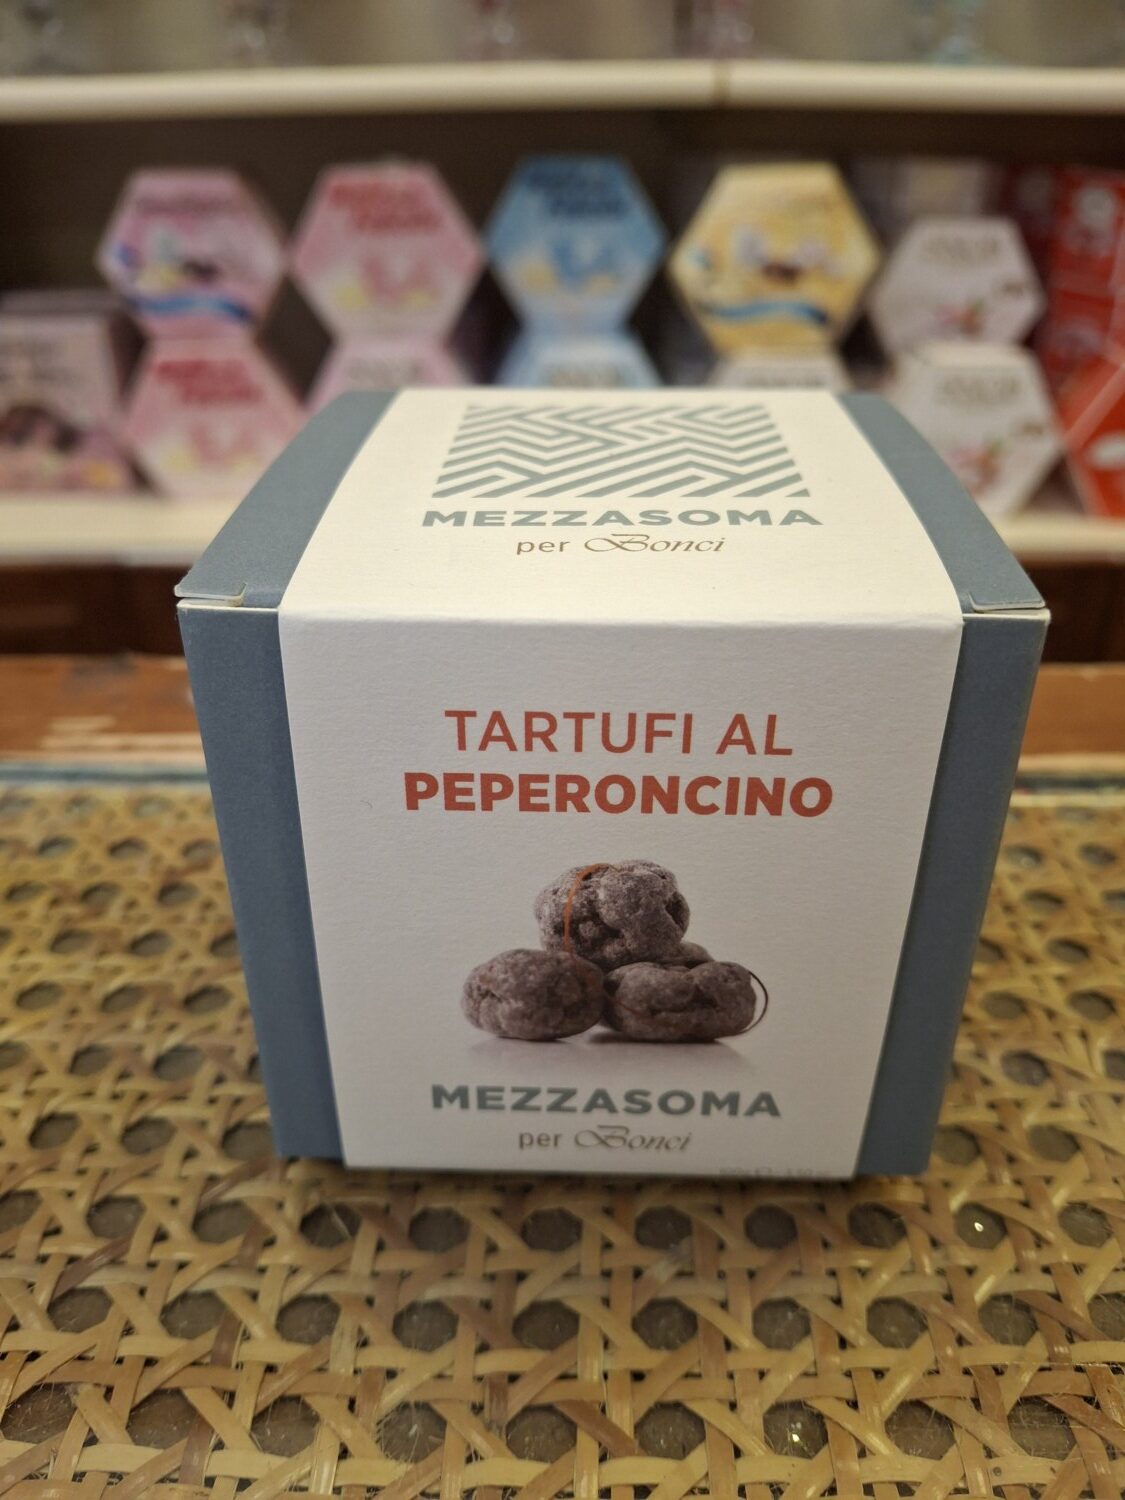 MEZZASOMA
per Bonci
TARTUFI AL
PEPERONCINO
MEZZASOMA
per Bonci